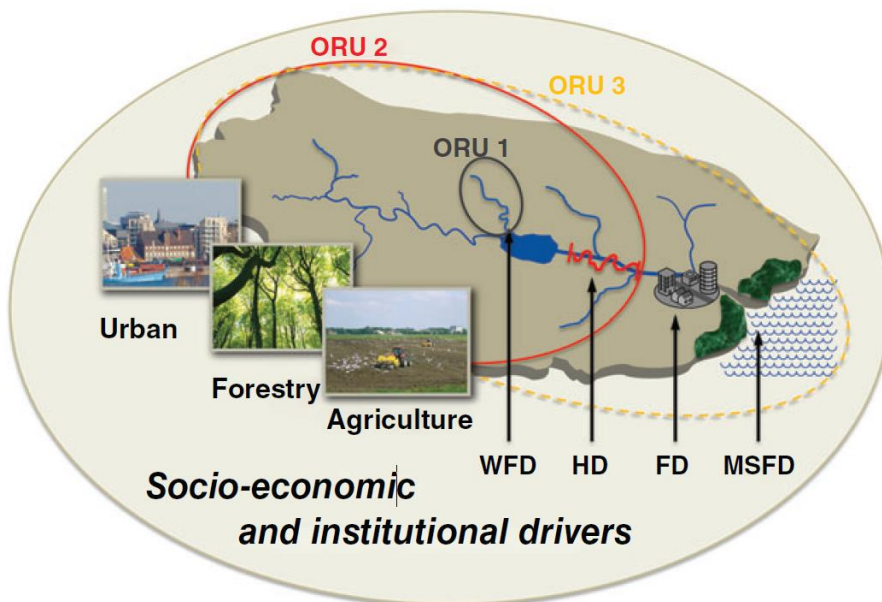 ORU 2
ORU 3
ORU 1
Urban
Forestry
Agriculture
WFD
HD
FD
MSFD
Socio-economic
and institutional drivers